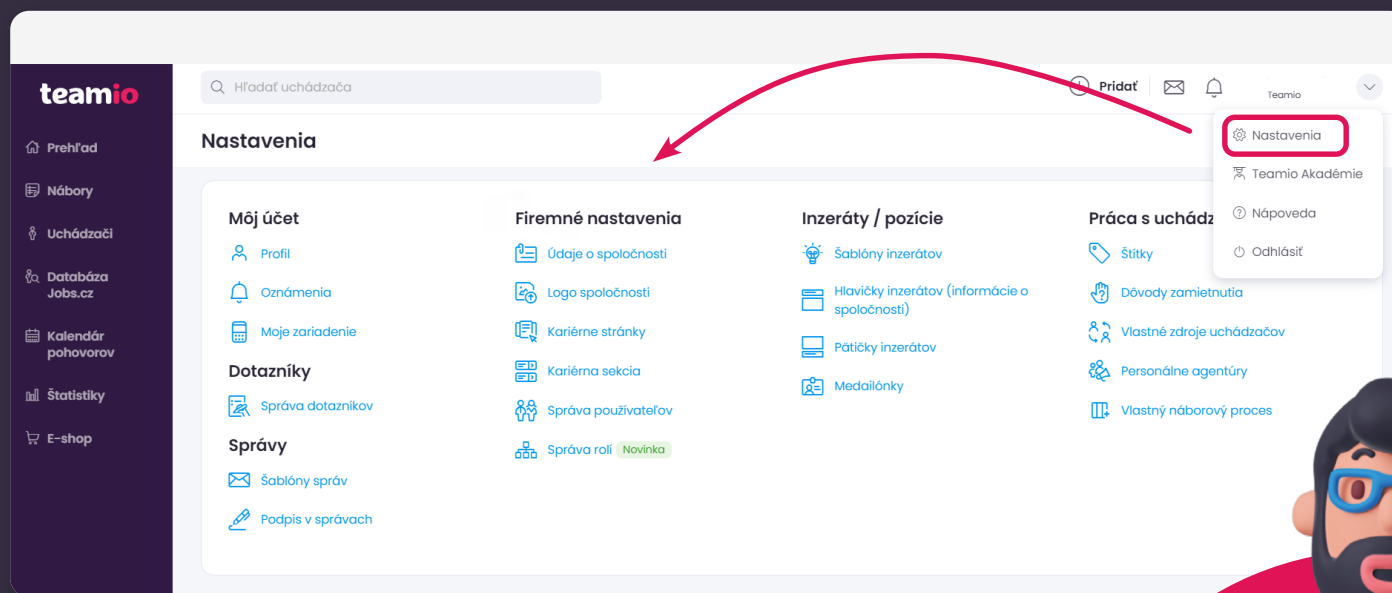 teamio
Hľadať uchádzača
Pridať
Teamio
Nastavenia
Teamio Akadémie
Nápoveda
Odhlásiť
Prehľad
Nábory
Uchádzači
Databáza
Jobs.cz
Kalendár
pohovorov
Štatistiky
E-shop
Nastavenia
Môj účet
Profil
Oznámenia
Moje zariadenie
Dotazníky
Správa dotazníkov
Správy
Šablóny správ
Podpis v správach
Firemné nastavenia
Údaje o spoločnosti
Logo spoločnosti
Kariérne stránky
Kariérna sekcia
Správa používateľov
Správa rolí Novinka
Inzeráty / pozície
Šablóny inzerátov
Hlavičky inzerátov (informácie o
spoločnosti)
Pätičky inzerátov
Medailónky
Práca s uchádz
Štítky
Dôvody zamietnutia
Vlastné zdroje uchádzačov
Personálne agentúry
Vlastný náborový proces